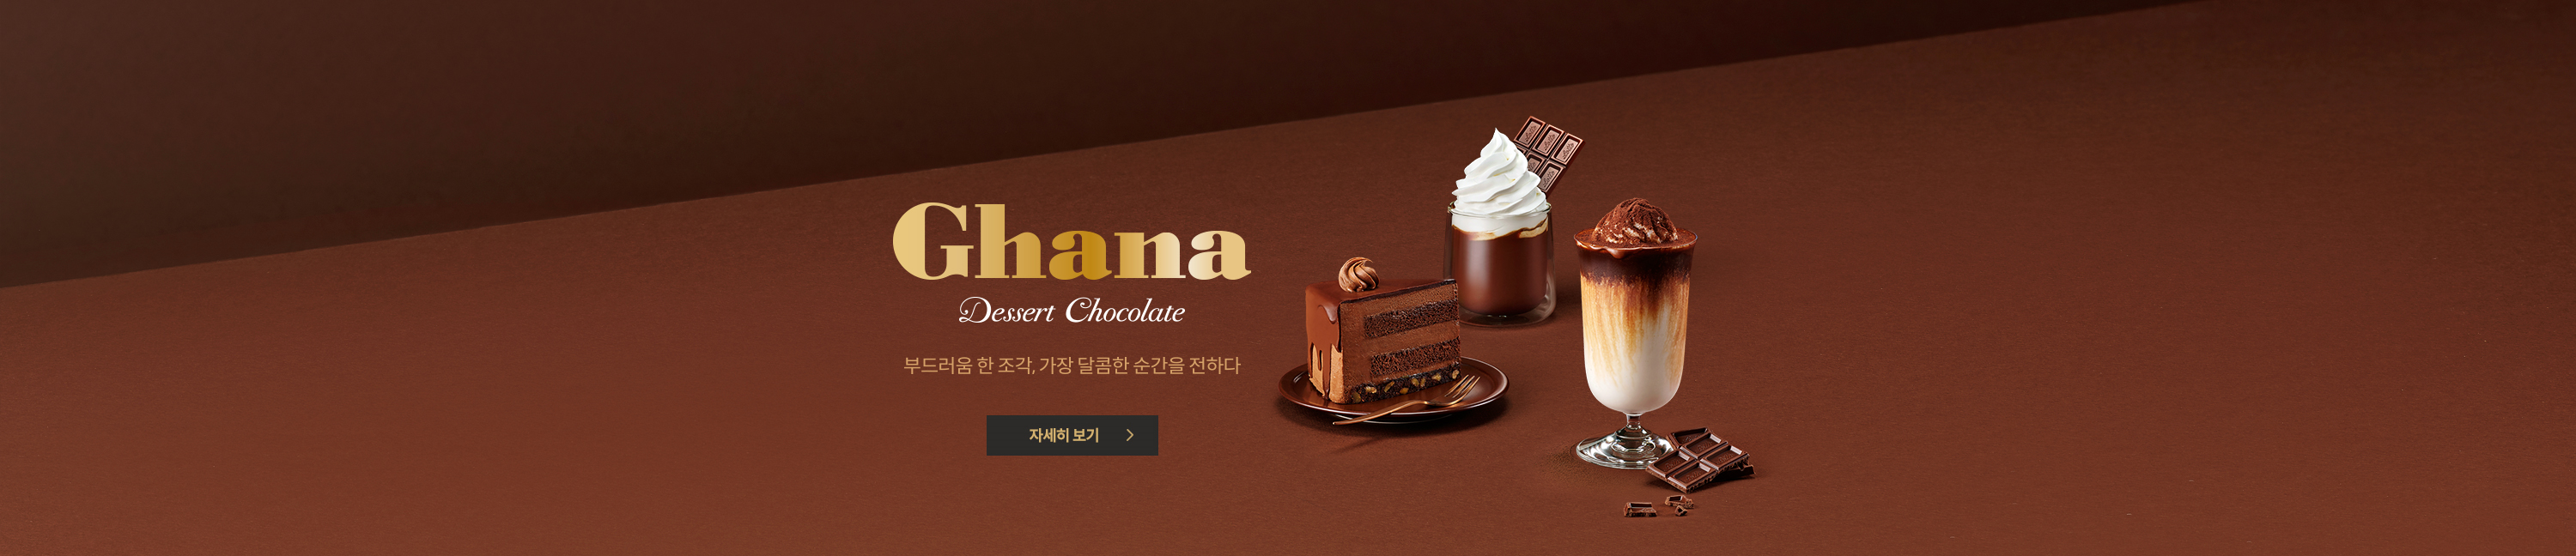 Ghana
Dessert Chocolate
부드러움 한 조각, 가장 달콤한 순간을 전하다
자세히 보기